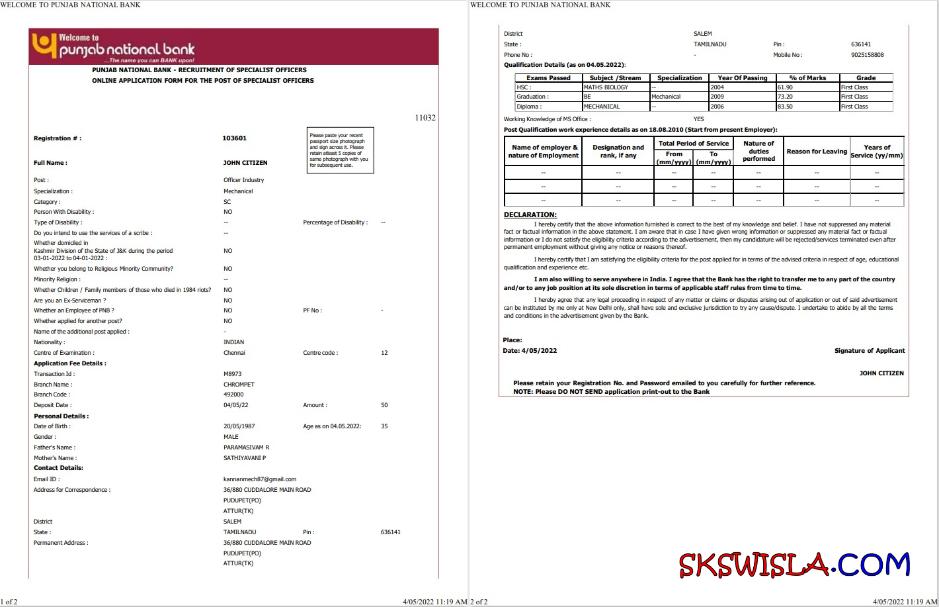 WELCOME TO PUNJAB NATIONAL BANK
Welcome to
punjab national bank
...The name you can BANK upon!
PUNJAB NATIONAL BANK - RECRUITMENT OF SPECIALIST OFFICERS
ONLINE APPLICATION FORM FOR THE POST OF SPECIALIST OFFICERS
11032
Registration # : 103601
Please paste your recent
passport size photograph
and sign across it. Please
retain atleast 5 copies of
same photograph with you
for subsequent use.
Full Name : JOHN CITIZEN
Post : Officer Industry
Specialization : Mechanical
Category : SC
Person With Disability : NO
Type of Disability : -- Percentage of Disability : --
Do you intend to use the services of a scribe : --
Whether domiciled in
Kashmir Division of the State of J&K during the period NO
03-01-2022 to 04-01-2022 :
Whether you belong to Religious Minority Community? NO
Minority Religion : --
Whether Children / Family members of those who died in 1984 riots? NO
Are you an Ex-Serviceman ? NO
Whether an Employee of PNB ? NO PF No : -
Whether applied for another post? NO
Name of the additional post applied : -
Nationality : INDIAN
Centre of Examination : Chennai Centre code : 12
Application Fee Details :
Transaction Id : M8973
Branch Name : CHROMPET
Branch Code : 492000
Deposit Date : 04/05/22 Amount : 50
Personal Details :
Date of Birth : 20/05/1987 Age as on 04.05.2022: 35
Gender : MALE
Father's Name : PARAMASIVAM R
Mother's Name : SATHIYAVANI P
Contact Details:
Email ID : kannanmech87@gmail.com
Address for Correspondence : 36/880 CUDDALORE MAIN ROAD
PUDUPET(PO)
ATTUR(TK)
District SALEM
State : TAMILNADU Pin : 636141
Permanent Address : 36/880 CUDDALORE MAIN ROAD
PUDUPET(PO)
ATTUR(TK)
1 of 2 4/05/2022 11:19 AM
WELCOME TO PUNJAB NATIONAL BANK
District SALEM
State : TAMILNADU Pin : 636141
Phone No : - Mobile No : 9025158808
Qualification Details (as on 04.05.2022):
Exams Passed Subject /Stream Specialization Year Of Passing % of Marks Grade
HSC : MATHS BIOLOGY -- 2004 61.90 First Class
Graduation : BE Mechanical 2009 73.20 First Class
Diploma : MECHANICAL -- 2006 83.50 First Class
Working Knowledge of MS Office : YES
Post Qualification work experience details as on 18.08.2010 (Start from present Employer):
Name of employer & nature of Employment Designation and rank, if any Total Period of Service From (mm/yyyy) To (mm/yyyy) Nature of duties performed Reason for Leaving Years of Service (yy/mm)
-- -- -- -- -- -- --
-- -- -- -- -- -- --
-- -- -- -- -- -- --
DECLARATION:
I hereby certify that the above information furnished is correct to the best of my knowledge and belief. I have not suppressed any material
fact or factual information in the above statement. I am aware that in case I have given wrong information or suppressed any material fact or factual
information or I do not satisfy the eligibility criteria according to the advertisement, then my candidature will be rejected/services terminated even after
permanent employment without giving any notice or reasons thereof.
I hereby certify that I am satisfying the eligibility criteria for the post applied for in terms of the advised criteria in respect of age, educational
qualification and experience etc.
I am also willing to serve anywhere in India. I agree that the Bank has the right to transfer me to any part of the country
and/or to any job position at its sole discretion in terms of applicable staff rules from time to time.
I hereby agree that any legal proceeding in respect of any matter or claims or disputes arising out of application or out of said advertisement
can be instituted by me only at New Delhi only, shall have sole and exclusive jurisdiction to try any cause/dispute. I undertake to abide by all the terms
and conditions in the advertisement given by the Bank.
Place:
Date: 4/05/2022 Signature of Applicant
JOHN CITIZEN
Please retain your Registration No. and Password emailed to you carefully for further reference.
NOTE: Please DO NOT SEND application print-out to the Bank
SKSWISLA.COM
2 of 2 4/05/2022 11:19 AM